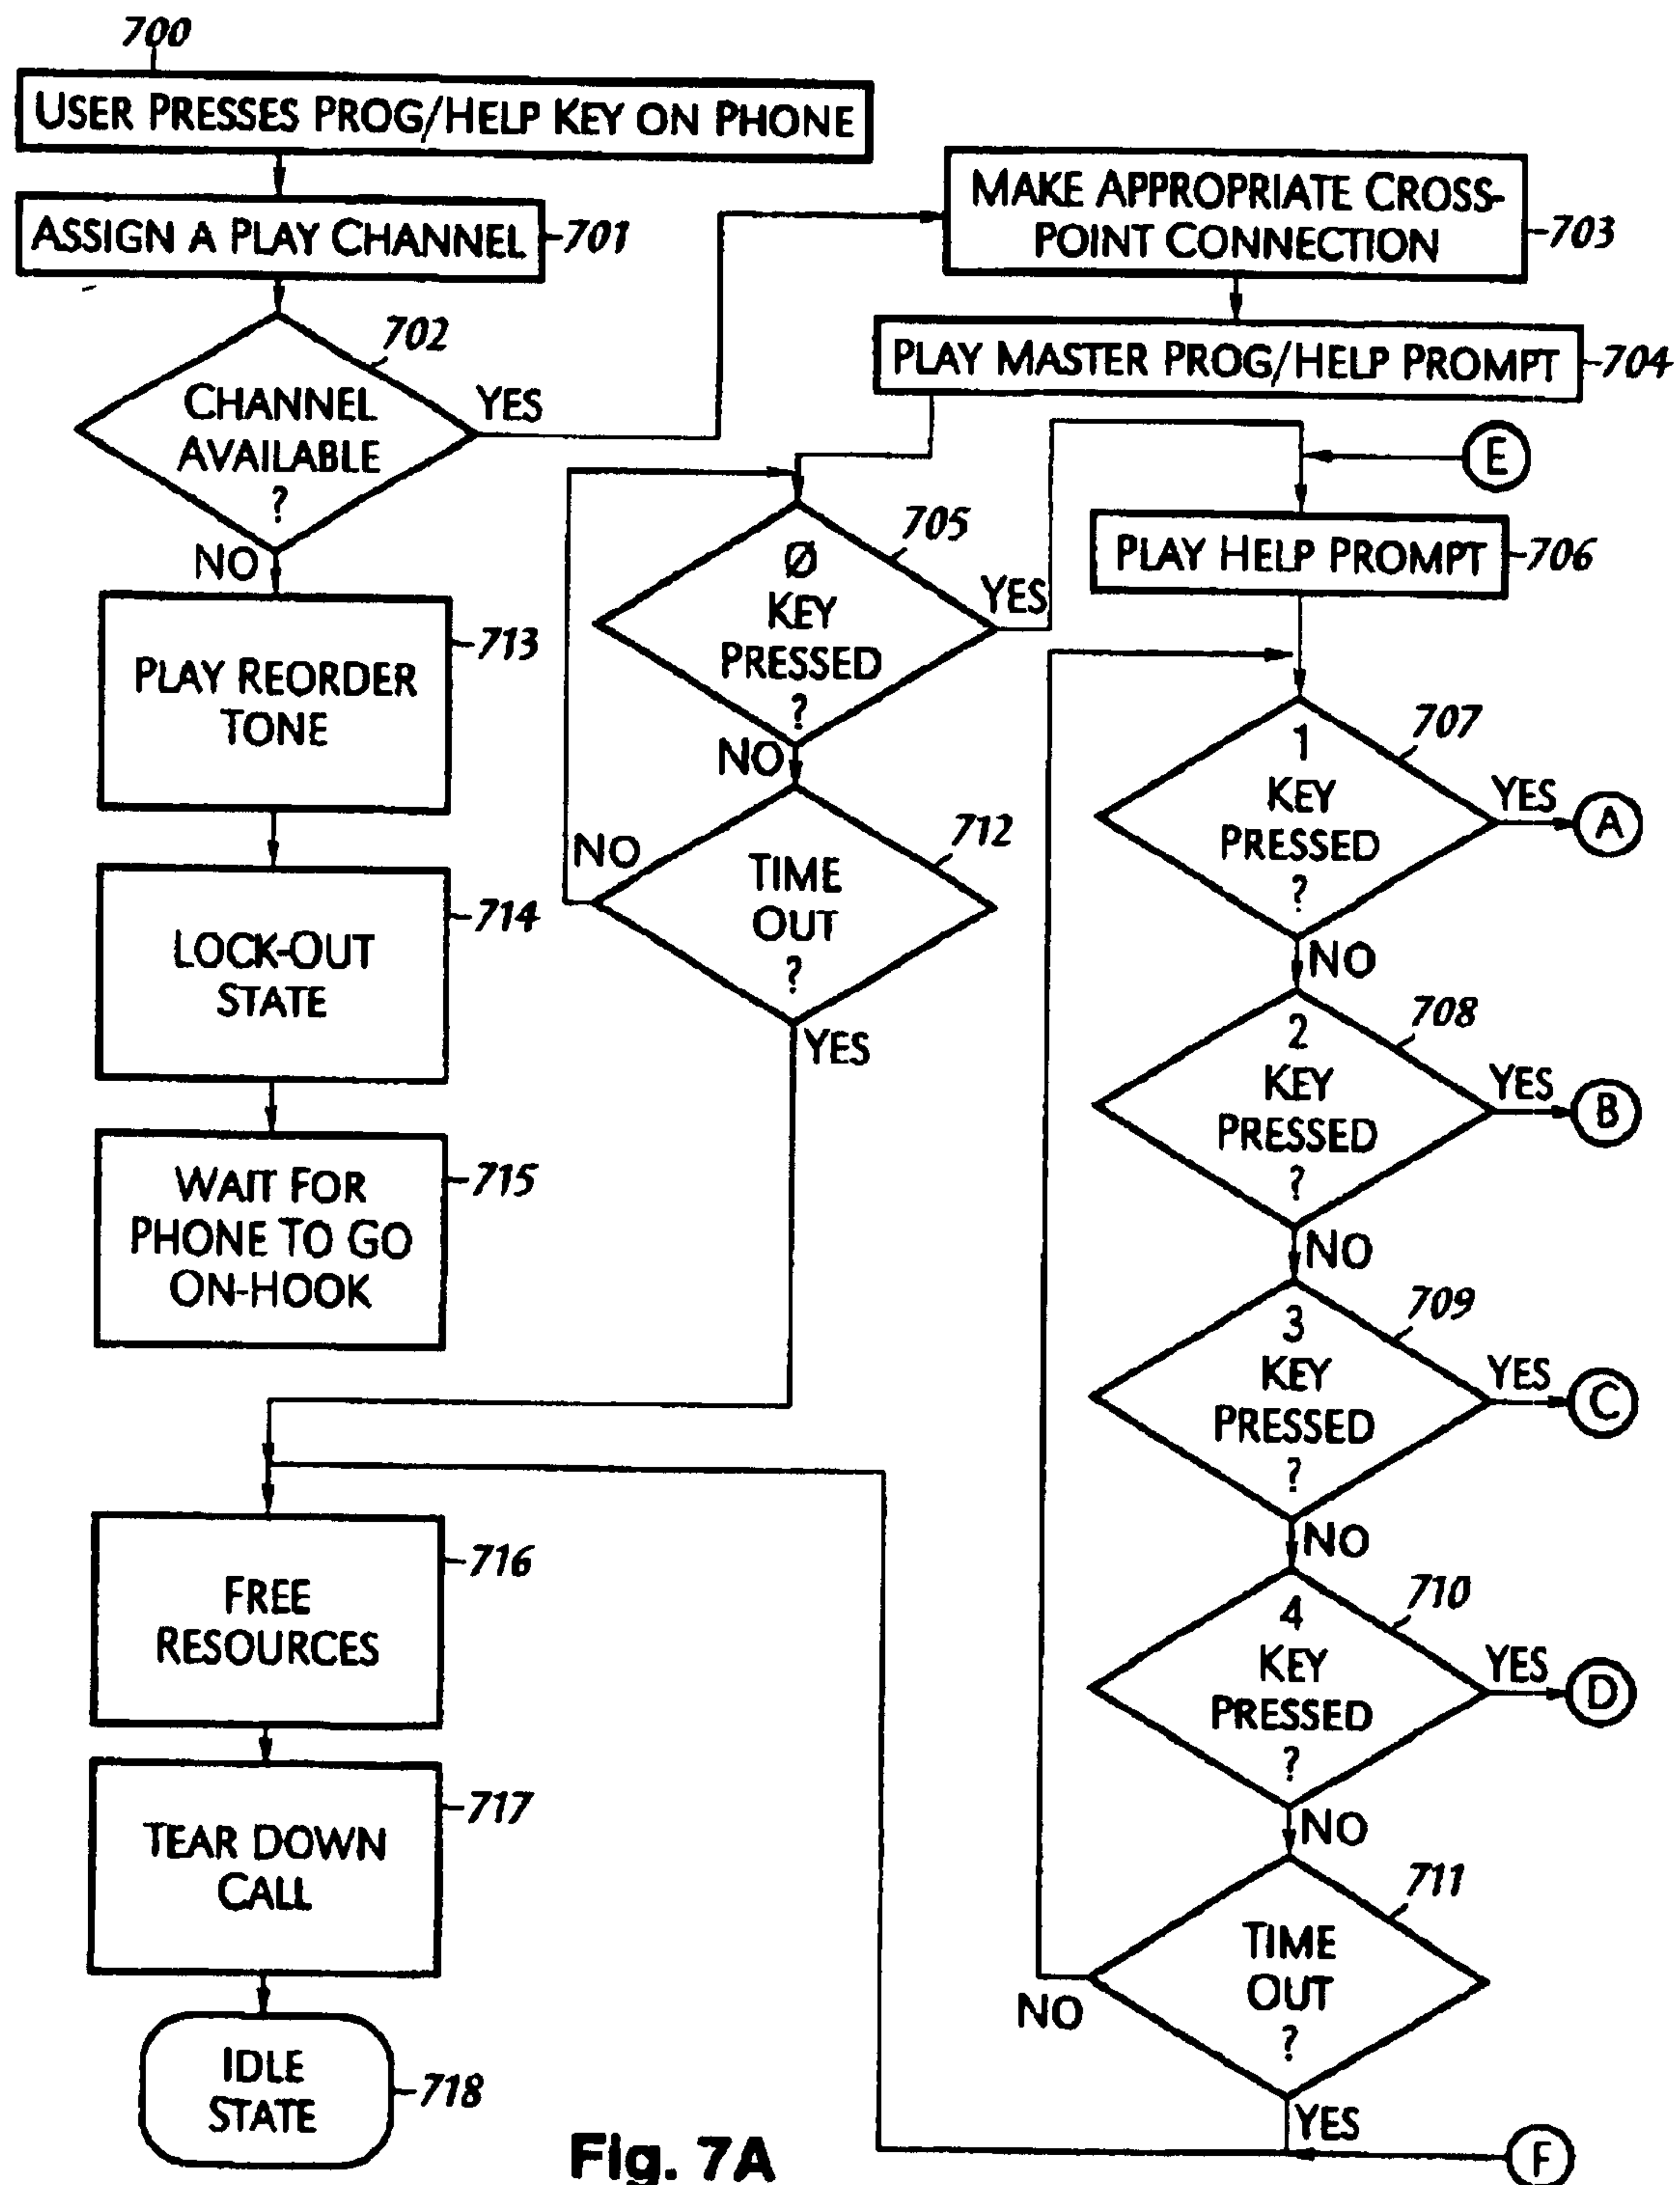 700
USER PRESSES PROG/HELP KEY ON PHONE
ASSIGN A PLAY CHANNEL
701
702
CHANNEL
AVAILABLE
?
YES
NO
PLAY REORDER
TONE
713
LOCK-OUT
STATE
714
WAIT FOR
PHONE TO GO
ON-HOOK
715
FREE
RESOURCES
716
TEAR DOWN
CALL
717
IDLE
STATE
718
MAKE APPROPRIATE CROSS-
POINT CONNECTION
703
PLAY MASTER PROG/HELP PROMPT
704
705
Ø
KEY
PRESSED
?
YES
NO
712
TIME
OUT
?
NO
YES
E
PLAY HELP PROMPT
706
707
1
KEY
PRESSED
?
YES
A
NO
708
2
KEY
PRESSED
?
YES
B
NO
709
3
KEY
PRESSED
?
YES
C
NO
710
4
KEY
PRESSED
?
YES
D
NO
711
TIME
OUT
?
NO
YES
F
Fig. 7A